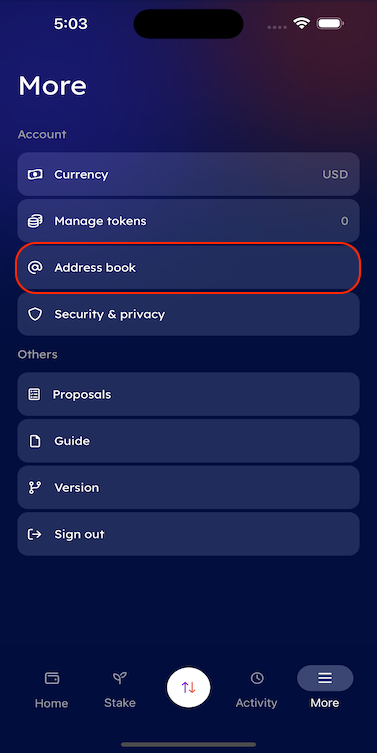 5:03
More
Account
Currency USD
Manage tokens 0
Address book
Security & privacy
Others
Proposals
Guide
Version
Sign out
Home Stake Activity More